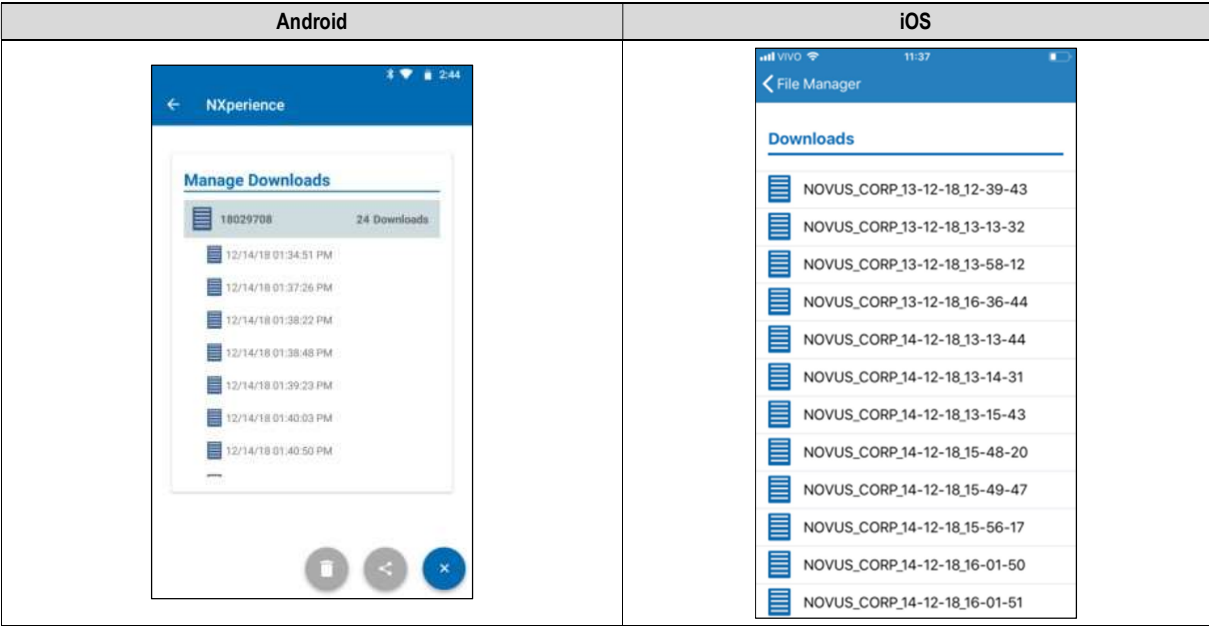 Android
iOS
2:44
NXperience
Manage Downloads
18029708 24 Downloads
12/14/18 01:34:51 PM
12/14/18 01:37:26 PM
12/14/18 01:38:22 PM
12/14/18 01:38:48 PM
12/14/18 01:39:23 PM
12/14/18 01:40:03 PM
12/14/18 01:40:50 PM
VIVO 11:37
File Manager
Downloads
NOVUS_CORP_13-12-18_12-39-43
NOVUS_CORP_13-12-18_13-13-32
NOVUS_CORP_13-12-18_13-58-12
NOVUS_CORP_13-12-18_16-36-44
NOVUS_CORP_14-12-18_13-13-44
NOVUS_CORP_14-12-18_13-14-31
NOVUS_CORP_14-12-18_13-15-43
NOVUS_CORP_14-12-18_15-48-20
NOVUS_CORP_14-12-18_15-49-47
NOVUS_CORP_14-12-18_15-56-17
NOVUS_CORP_14-12-18_16-01-50
NOVUS_CORP_14-12-18_16-01-51